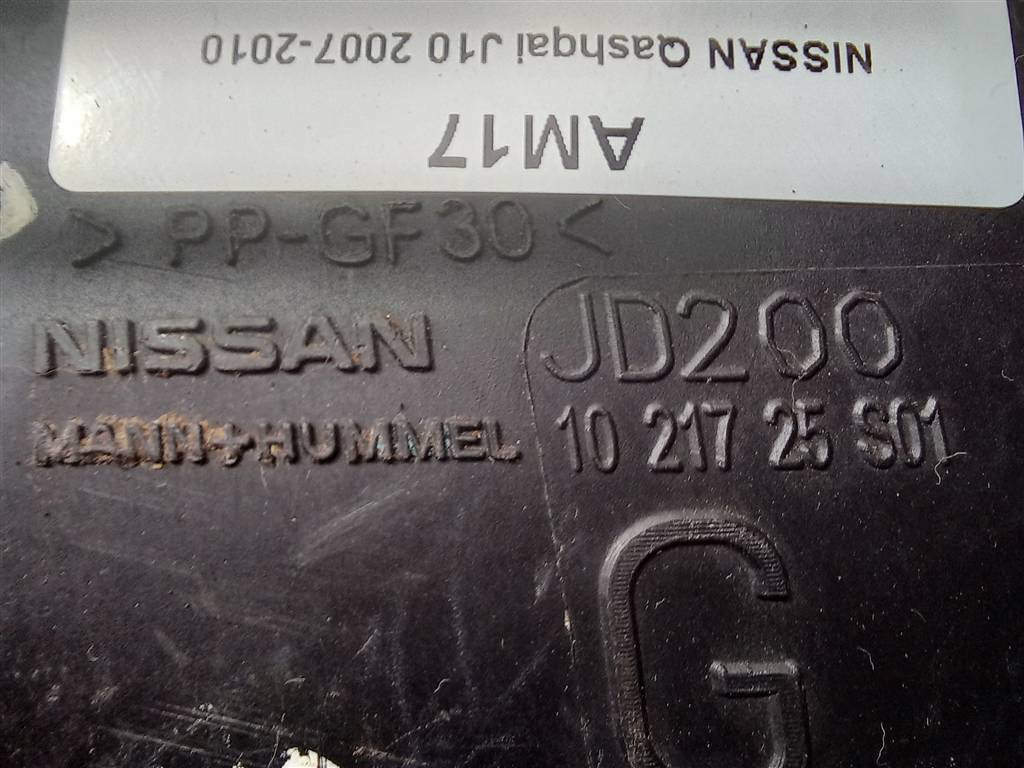 NISSAN Qashqai J10 2007-2010
AM17
> PP-GF30 <
NISSAN
MANN+HUMMEL
JD200
10 217 25 S01
G